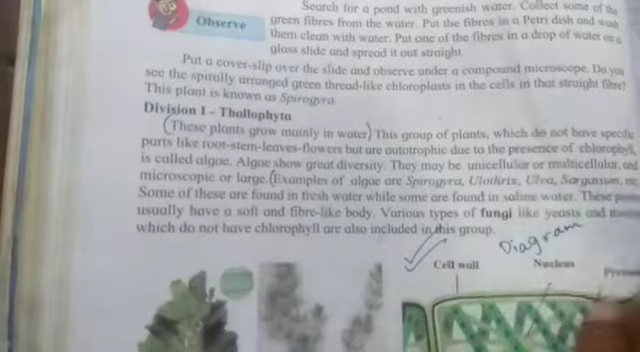 Search for a pond with greenish water. Collect some of the
Observe
green fibres from the water. Put the fibres in a Petri dish and wash
them clean with water. Put one of the fibres in a drop of water on a
glass slide and spread it out straight.
Put a cover-slip over the slide and observe under a compound microscope. Do you
see the spirally arranged green thread-like chloroplasts in the cells in that straight fibre?
This plant is known as Spirogyra.
Division I - Thallophyta
(These plants grow mainly in water) This group of plants, which do not have specific
parts like root-stem-leaves-flowers but are autotrophic due to the presence of chlorophyll,
is called algae. Algae show great diversity. They may be unicellular or multicellular, and
microscopic or large. (Examples of algae are Spirogyra, Ulothrix, Ulva, Sargassum, etc.
Some of these are found in fresh water while some are found in saline water. These
usually have a soft and fibre-like body. Various types of fungi like yeasts and
which do not have chlorophyll are also included in this group.
Diagram
Cell wall
Nucleus